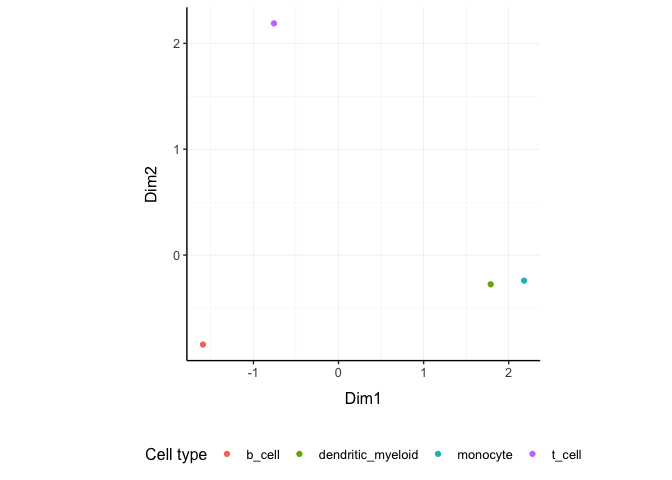 2
1
0
Dim2
-1 0 1 2
Dim1
Cell type b_cell dendritic_myeloid monocyte t_cell